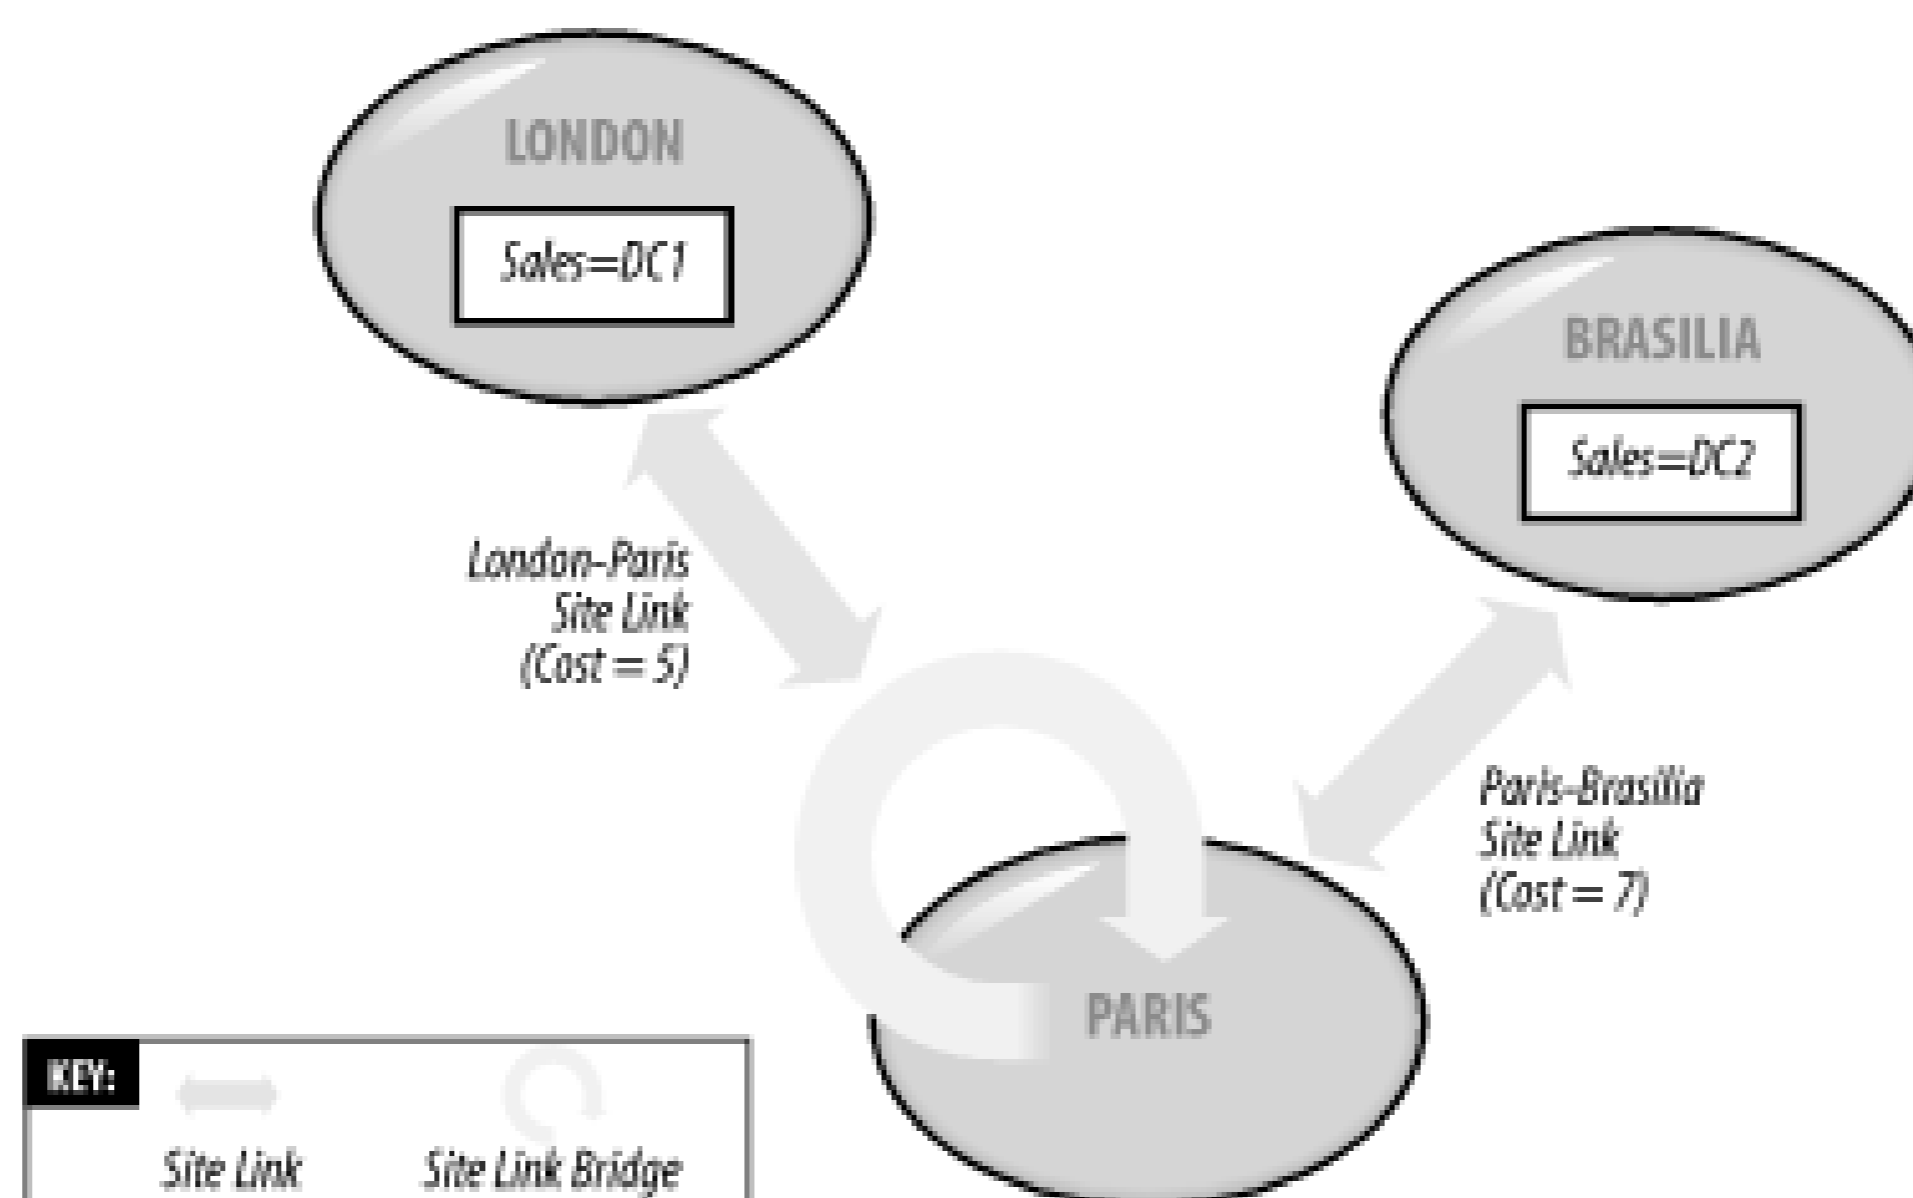 LONDON
Sales=DC1
BRASILIA
Sales=DC2
London-Paris
Site Link
(Cost = 5)
Paris-Brasilia
Site Link
(Cost = 7)
PARIS
KEY:
Site Link
Site Link Bridge